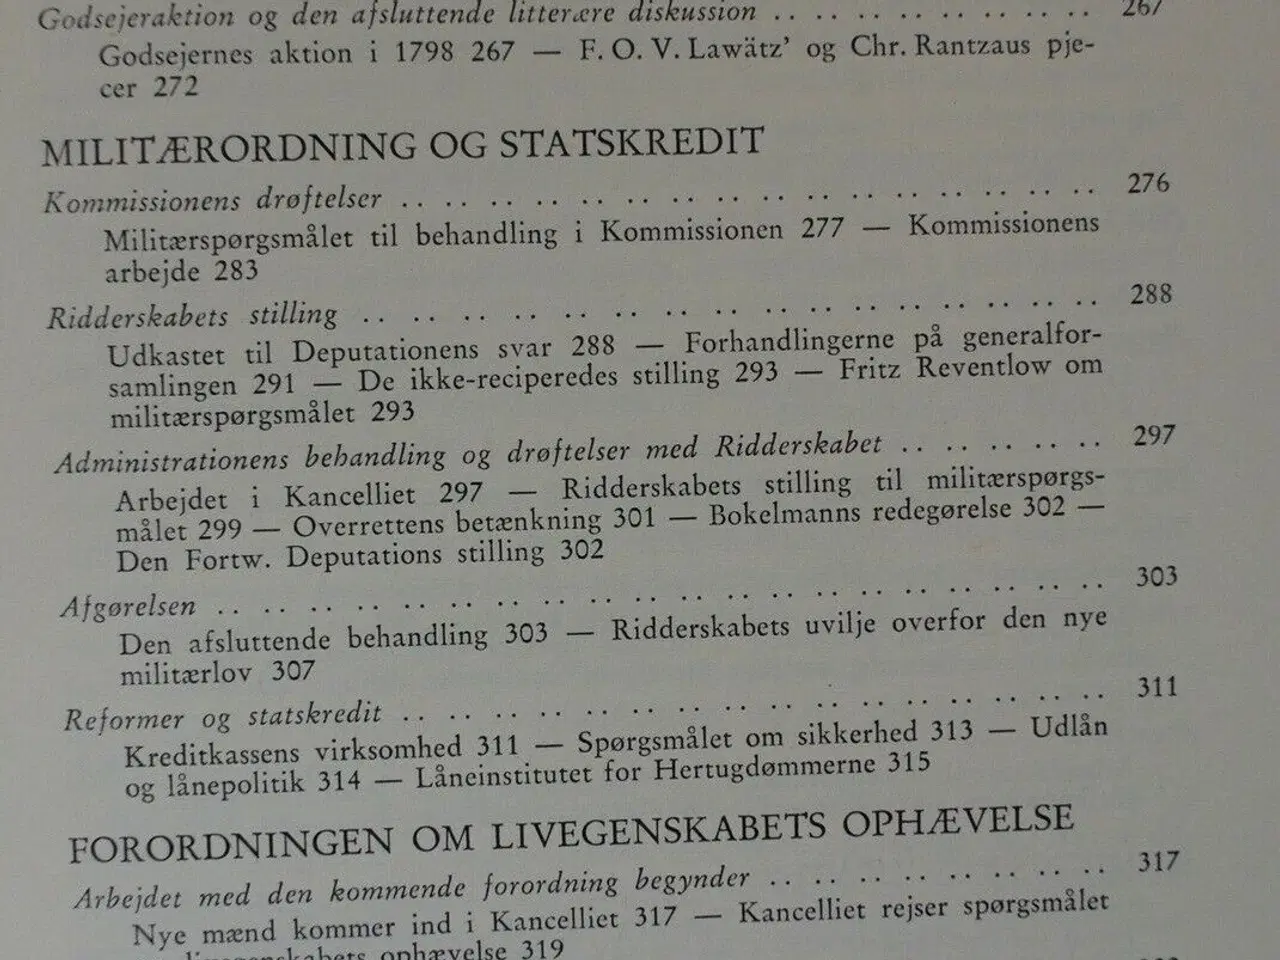 Godsejeraktion og den afsluttende litterære diskussion .. .. .. .. .. .. .. 267
Godsejernes aktion i 1798 267 — F. O. V. Lawätz’ og Chr. Rantzaus pje-
cer 272
MILITÆRORDNING OG STATSKREDIT
Kommissionens drøftelser .. .. .. .. .. .. .. .. .. .. .. .. .. .. .. .. 276
Militærspørgsmålet til behandling i Kommissionen 277 — Kommissionens
arbejde 283
Ridderskabets stilling .. .. .. .. .. .. .. .. .. .. .. .. .. .. .. 288
Udkastet til Deputationens svar 288 — Forhandlingerne på generalfor-
samlingen 291 — De ikke-reciperedes stilling 293 — Fritz Reventlow om
militærspørgsmålet 293
Administrationens behandling og drøftelser med Ridderskabet .. .. .. .. .. 297
Arbejdet i Kancelliet 297 — Ridderskabets stilling til militærspørgs-
målet 299 — Overrettens betænkning 301 — Bokelmanns redegørelse 302 —
Den Fortw. Deputations stilling 302
Afgørelsen .. .. .. .. .. .. .. .. .. .. .. .. .. .. .. .. .. .. .. .. 303
Den afsluttende behandling 303 — Ridderskabets uvilje overfor den nye
militærlov 307
Reformer og statskredit .. .. .. .. .. .. .. .. .. .. .. .. .. .. .. .. 311
Kreditkassens virksomhed 311 — Spørgsmålet om sikkerhed 313 — Udlån
og lånepolitik 314 — Låneinstitutet for Hertugdømmerne 315
FORORDNINGEN OM LIVEGENSKABETS OPHÆVELSE
Arbejdet med den kommende forordning begynder .. .. .. .. .. .. .. .. 317
Nye mænd kommer ind i Kancelliet 317 — Kancelliet rejser spørgsmålet
livegenskabets ophævelse 319